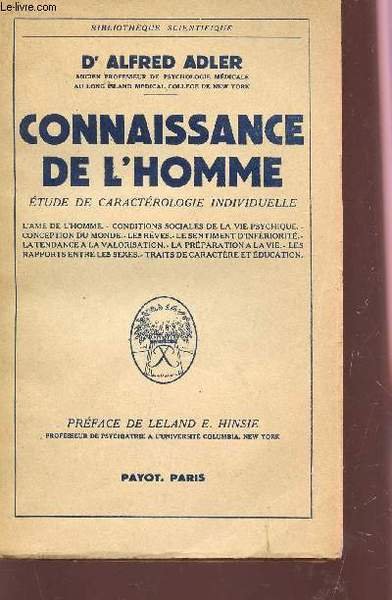 le-livre
BIBLIOTHÈQUE SCIENTIFIQUE
Dʳ ALFRED ADLER
ANCIEN PROFESSEUR DE PSYCHOLOGIE MÉDICALE
AU LONG ISLAND MEDICAL COLLEGE DE NEW YORK
CONNAISSANCE
DE L'HOMME
ÉTUDE DE CARACTÉROLOGIE INDIVIDUELLE
L'AME DE L'HOMME. - CONDITIONS SOCIALES DE LA VIE PSYCHIQUE. -
CONCEPTION DU MONDE. - LES RÊVES. - LE SENTIMENT D'INFÉRIORITÉ. -
LA TENDANCE A LA VALORISATION. - LA PRÉPARATION A LA VIE. - LES
RAPPORTS ENTRE LES SEXES. - TRAITS DE CARACTÈRE ET ÉDUCATION.
PRÉFACE DE LELAND E. HINSIE
PROFESSEUR DE PSYCHIATRIE A L'UNIVERSITÉ COLUMBIA, NEW YORK
PAYOT, PARIS